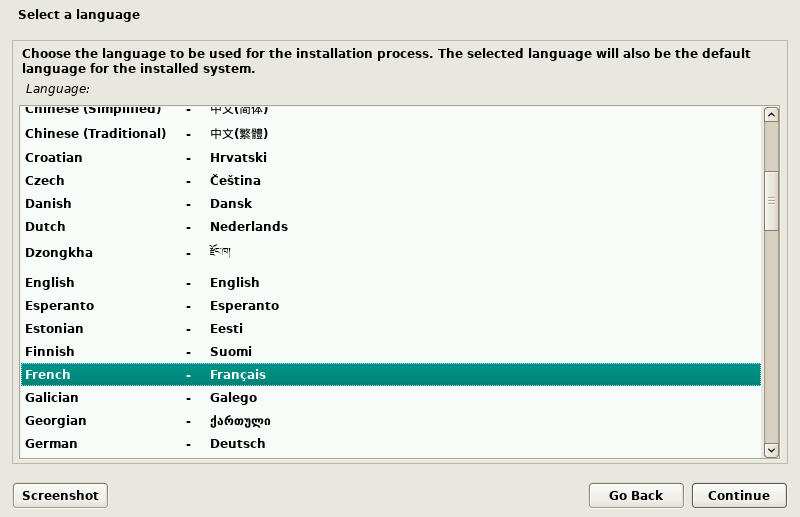 Select a language
Choose the language to be used for the installation process. The selected language will also be the default
language for the installed system.
Language:
Chinese (Simplified) - 中文(简体)
Chinese (Traditional) - 中文(繁體)
Croatian - Hrvatski
Czech - Čeština
Danish - Dansk
Dutch - Nederlands
Dzongkha - རྫོང་ཁ།
English - English
Esperanto - Esperanto
Estonian - Eesti
Finnish - Suomi
French - Français
Galician - Galego
Georgian - ქართული
German - Deutsch
Screenshot Go Back Continue